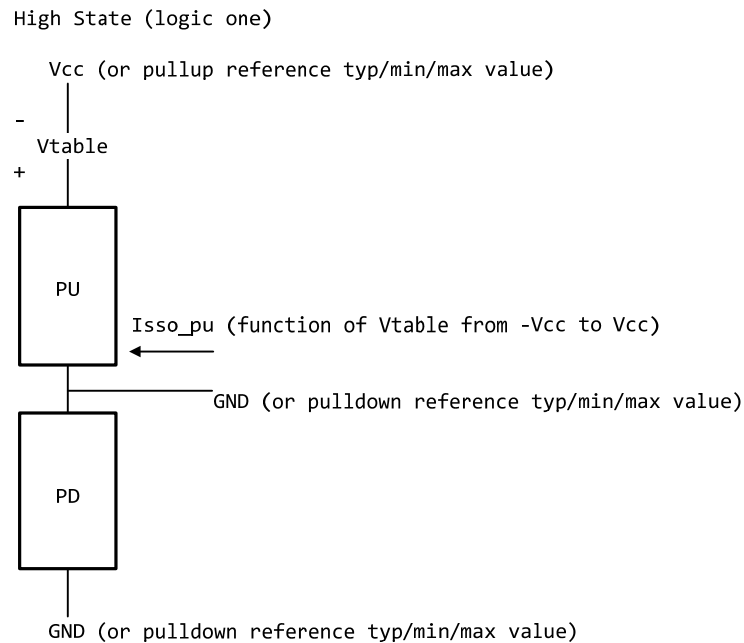 High State (logic one)
Vcc (or pullup reference typ/min/max value)
-
Vtable
+
PU
Isso_pu (function of Vtable from -Vcc to Vcc)
GND (or pulldown reference typ/min/max value)
PD
GND (or pulldown reference typ/min/max value)